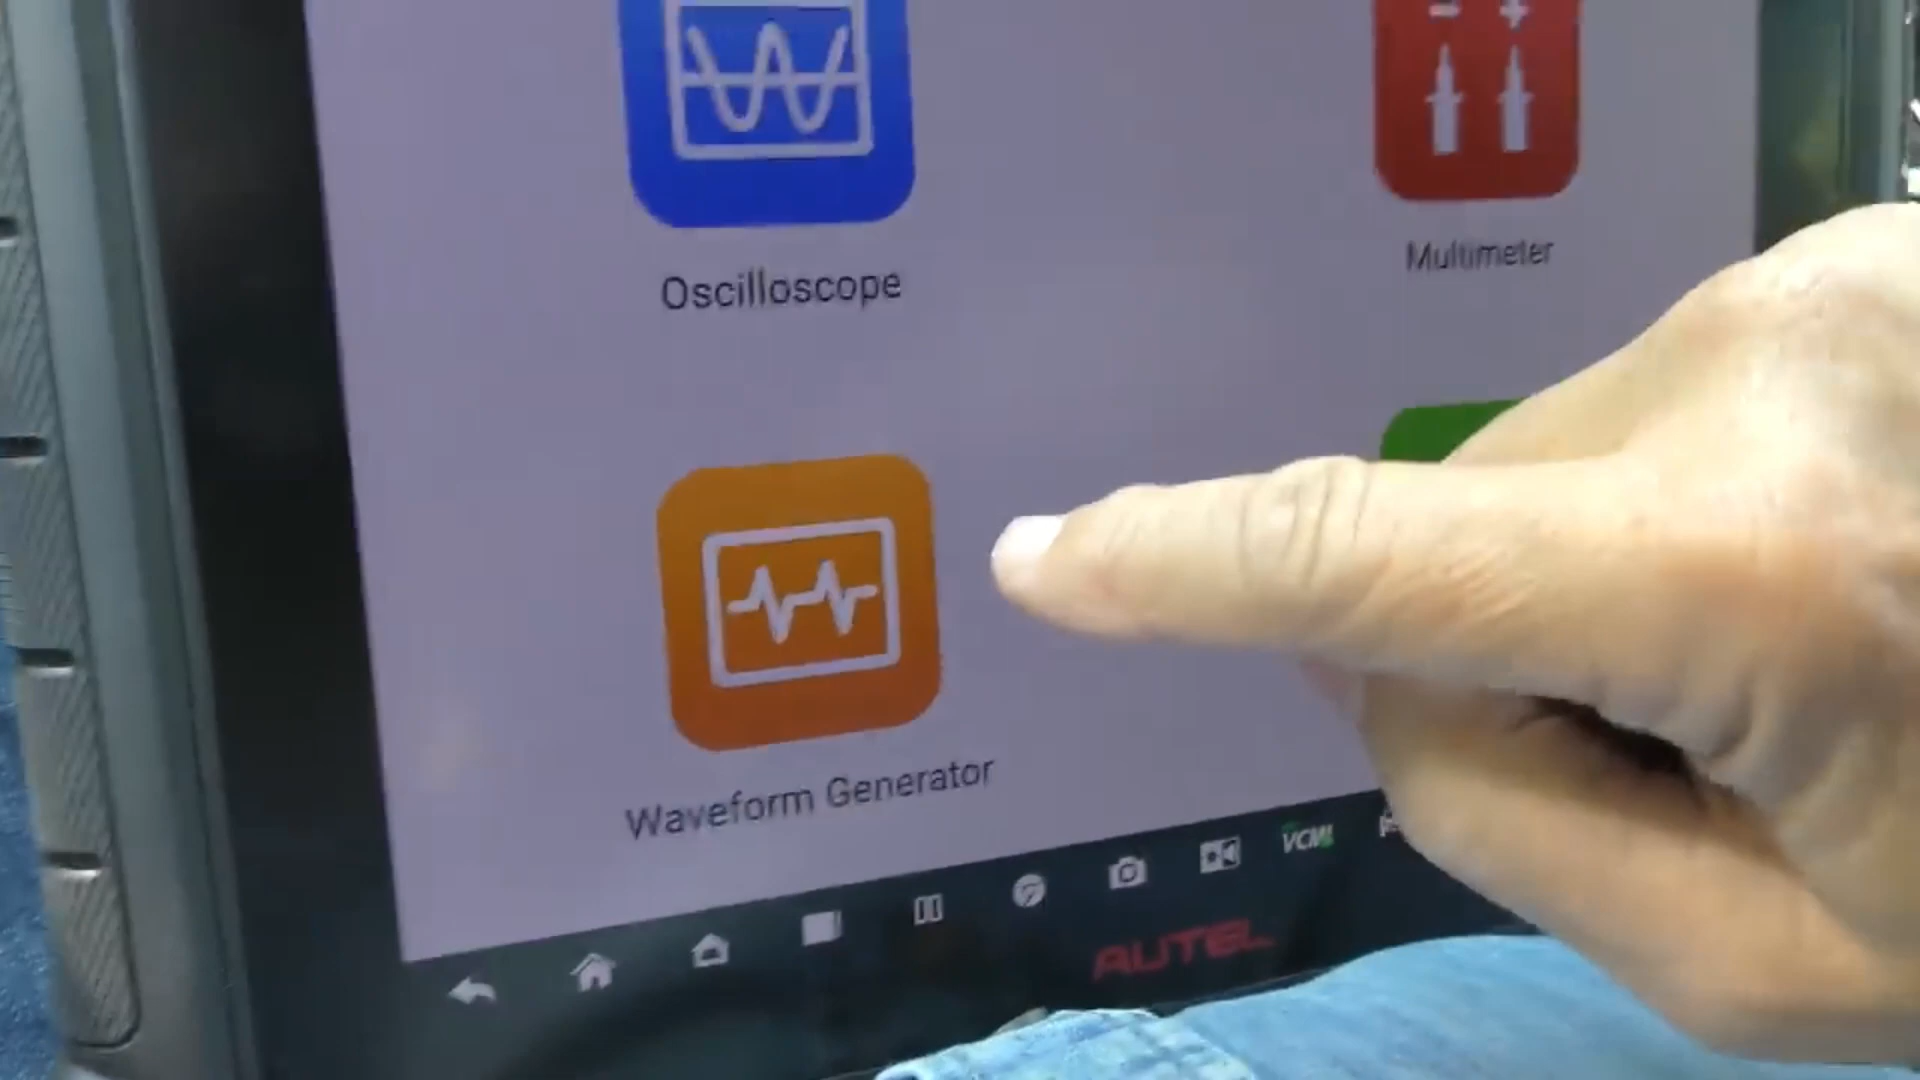 Oscilloscope
Multimeter
Waveform Generator
VCMI
AUTEL